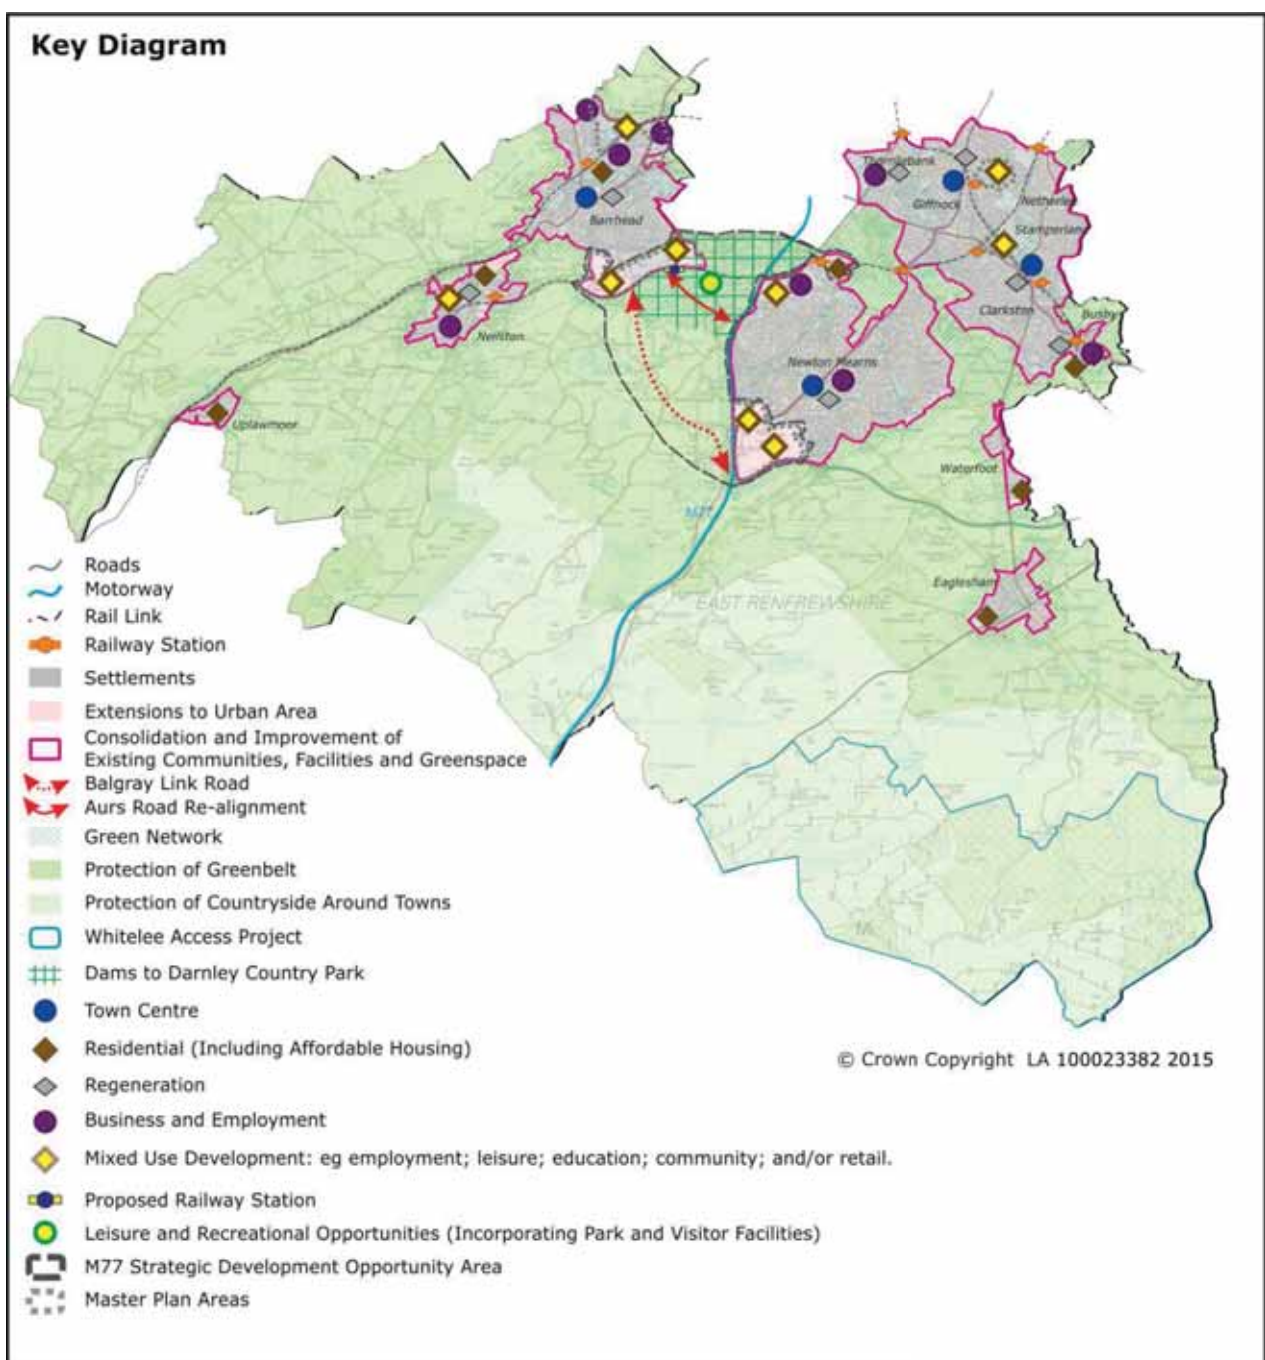 Key Diagram
Thornliebank
Giffnock
Netherlee
Stamperland
Barrhead
Clarkston
Busby
Neilston
Newton Mearns
Uplawmoor
Waterfoot
M77
Eaglesham
EAST RENFREWSHIRE
Roads
Motorway
Rail Link
Railway Station
Settlements
Extensions to Urban Area
Consolidation and Improvement of
Existing Communities, Facilities and Greenspace
Balgray Link Road
Aurs Road Re-alignment
Green Network
Protection of Greenbelt
Protection of Countryside Around Towns
Whitelee Access Project
Dams to Darnley Country Park
Town Centre
Residential (Including Affordable Housing)
© Crown Copyright LA 100023382 2015
Regeneration
Business and Employment
Mixed Use Development: eg employment; leisure; education; community; and/or retail.
Proposed Railway Station
Leisure and Recreational Opportunities (Incorporating Park and Visitor Facilities)
M77 Strategic Development Opportunity Area
Master Plan Areas